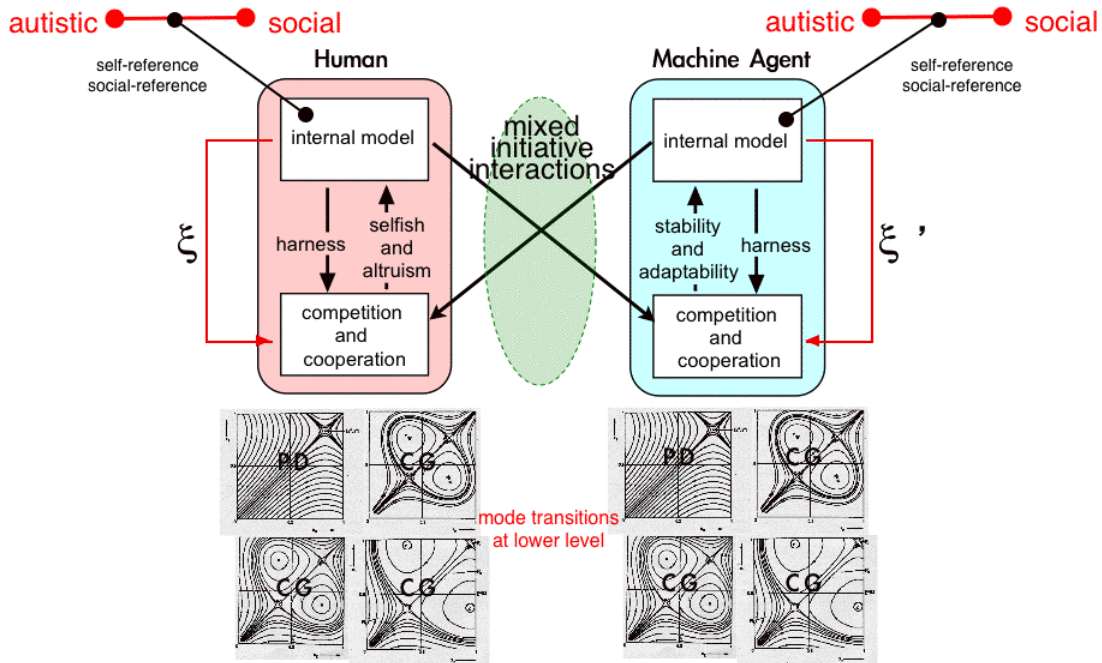 autistic social
self-reference
social-reference
Human
internal model
harness
selfish
and
altruism
competition
and
cooperation
ξ
mixed
initiative
interactions
autistic social
self-reference
social-reference
Machine Agent
internal model
stability
and
adaptability
harness
competition
and
cooperation
ξ ’
PD
CG
CG
CG
mode transitions
at lower level
PD
CG
CG
CG